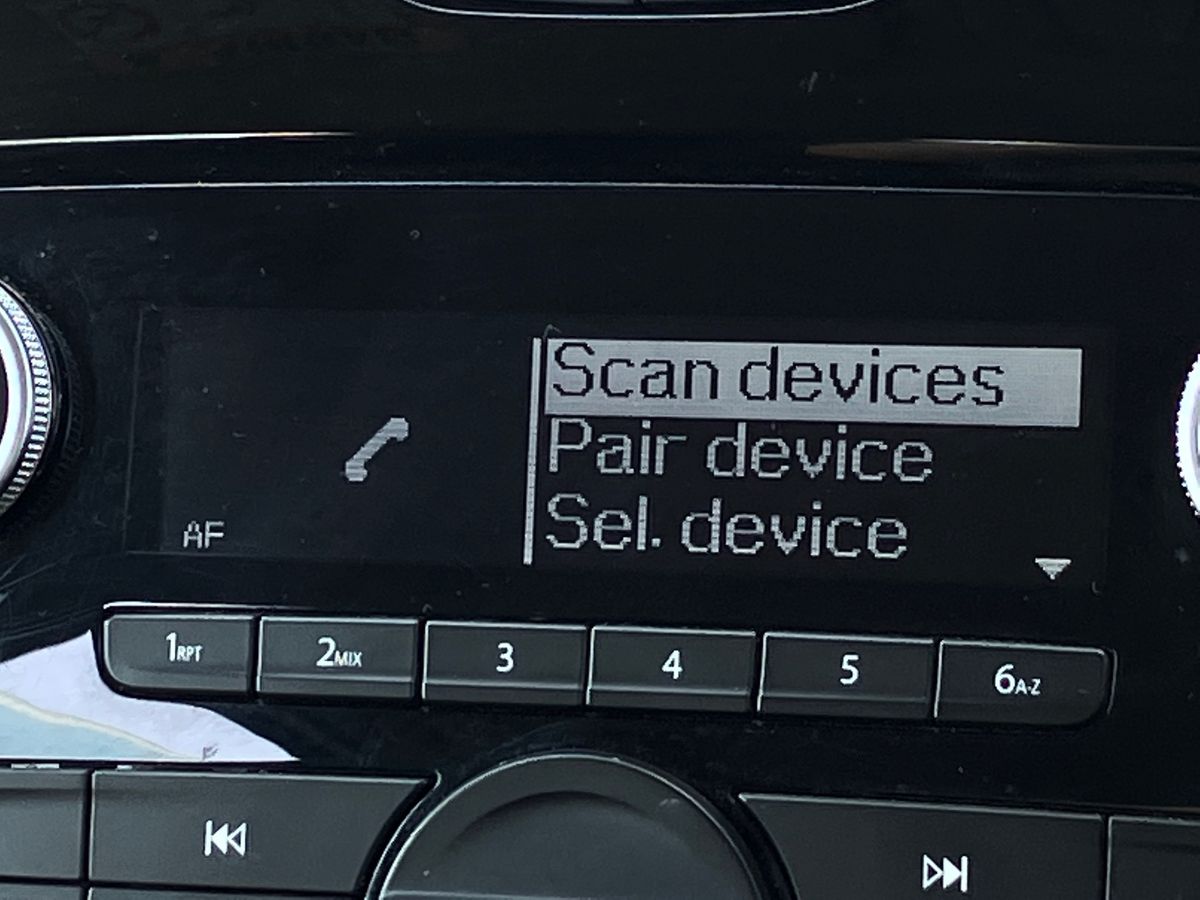 Scan devices
Pair device
Sel. device
AF
1RPT 2MIX 3 4 5 6A-Z